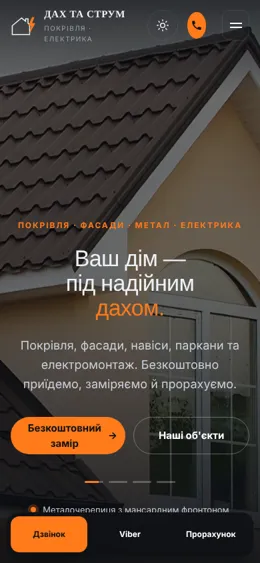 ДАХ ТА СТРУМ
ПОКРІВЛЯ ·
ЕЛЕКТРИКА
ПОКРІВЛЯ · ФАСАДИ · МЕТАЛ · ЕЛЕКТРИКА
Ваш дім —
під надійним
дахом.
Покрівля, фасади, навіси, паркани та
електромонтаж. Безкоштовно
приїдемо, заміряємо й прорахуємо.
Безкоштовний
замір →
Наші об'єкти
Металочерепиця з мансардним фронтоном
Дзвінок
Viber
Прорахунок